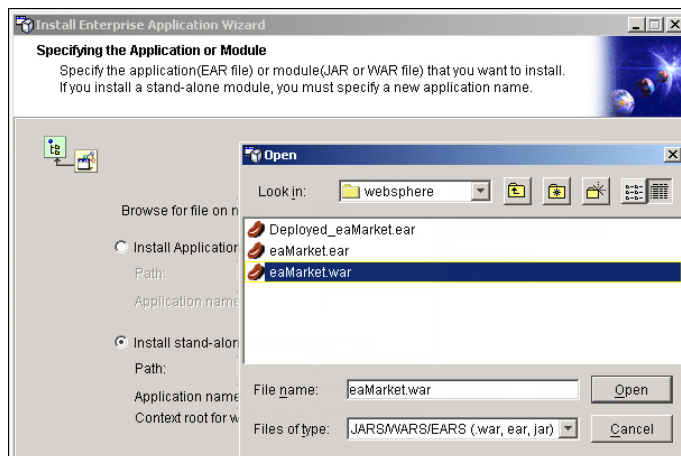 Install Enterprise Application Wizard
Specifying the Application or Module
Specify the application(EAR file) or module(JAR or WAR file) that you want to install.
If you install a stand-alone module, you must specify a new application name.
Open
Look in: websphere
Browse for file on
Deployed_eaMarket.ear
Install Application
eaMarket.ear
Path:
eaMarket.war
Application name
Install stand-alon
Path:
File name: eaMarket.war Open
Application name
Context root for w
Files of type: JARS/WARS/EARS (.war, ear, jar) Cancel